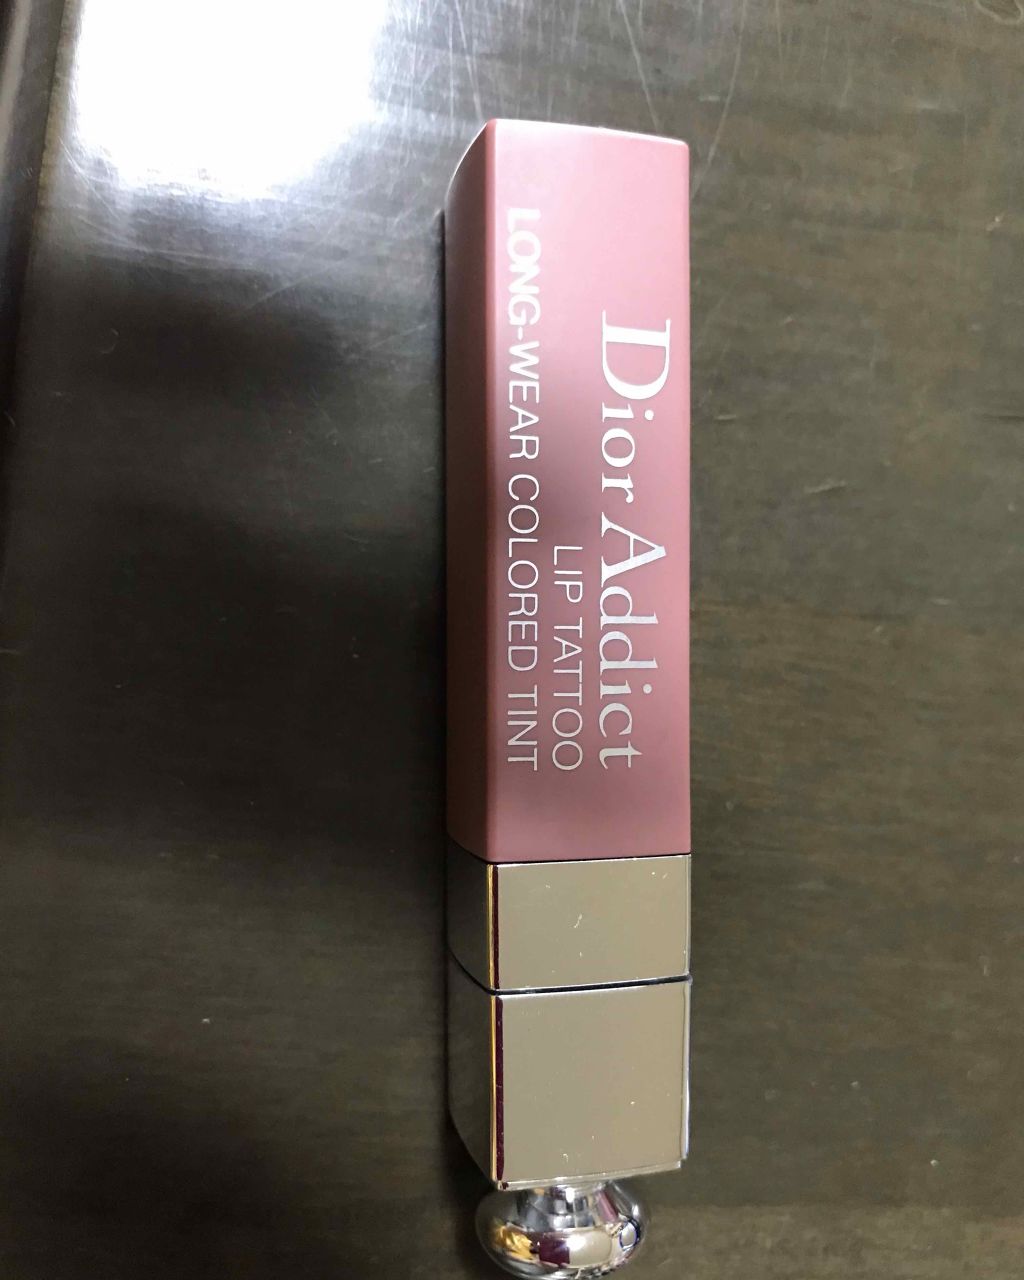 Dior Addict
LIP TATTOO
LONG-WEAR COLORED TINT